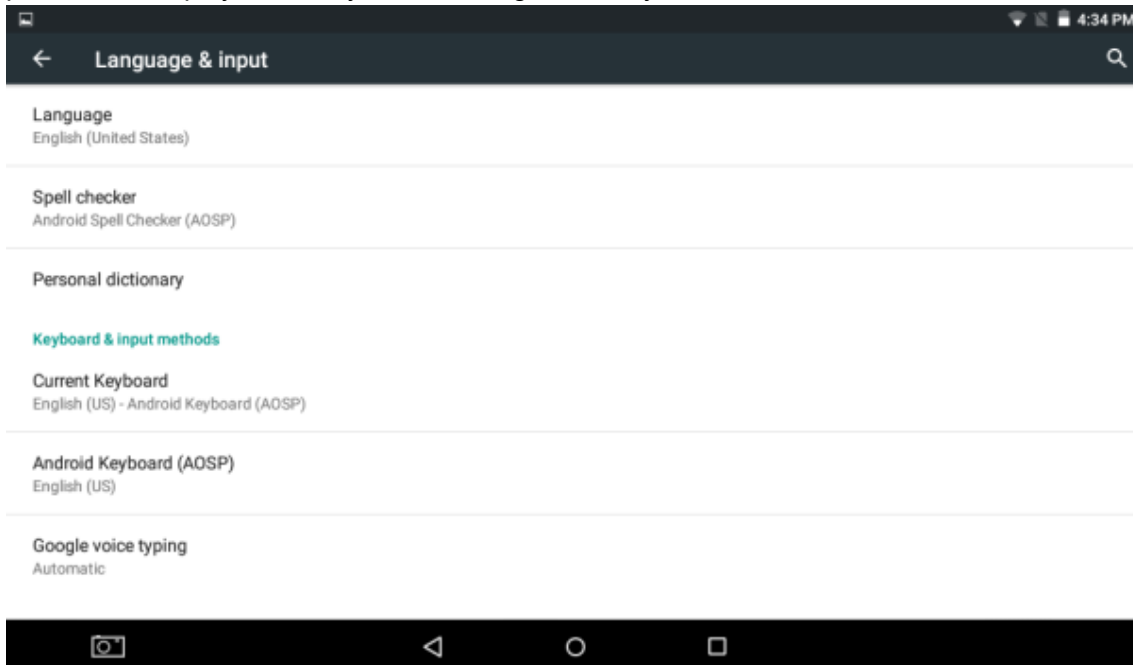 4:34 PM
Language & input
Language
English (United States)
Spell checker
Android Spell Checker (AOSP)
Personal dictionary
Keyboard & input methods
Current Keyboard
English (US) - Android Keyboard (AOSP)
Android Keyboard (AOSP)
English (US)
Google voice typing
Automatic